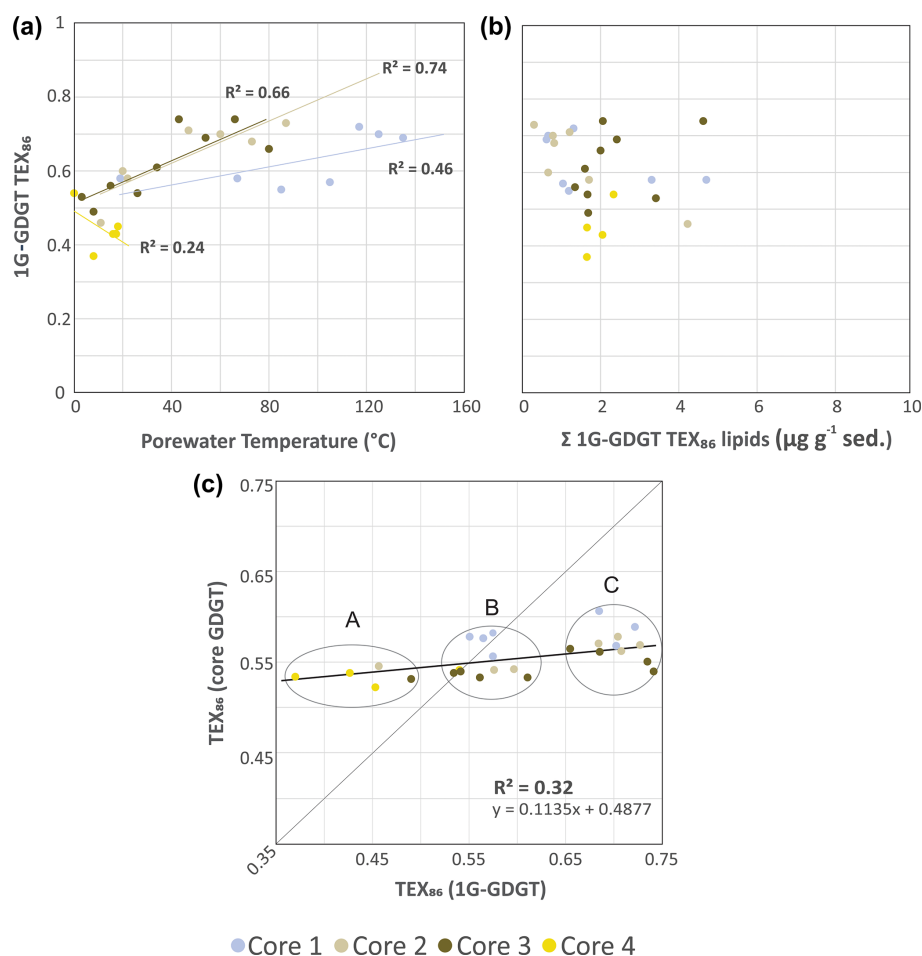 (a)
1G-GDGT TEX₈₆
1
0.8
0.6
0.4
0.2
0
0
40
80
120
160
Porewater Temperature (°C)
R² = 0.66
R² = 0.74
R² = 0.46
R² = 0.24
(b)
0
2
4
6
8
10
Σ 1G-GDGT TEX₈₆ lipids (µg g⁻¹ sed.)
(c)
TEX₈₆ (core GDGT)
0.75
0.65
0.55
0.45
0.35
0.45
0.55
0.65
0.75
TEX₈₆ (1G-GDGT)
A
B
C
R² = 0.32
y = 0.1135x + 0.4877
Core 1 Core 2 Core 3 Core 4